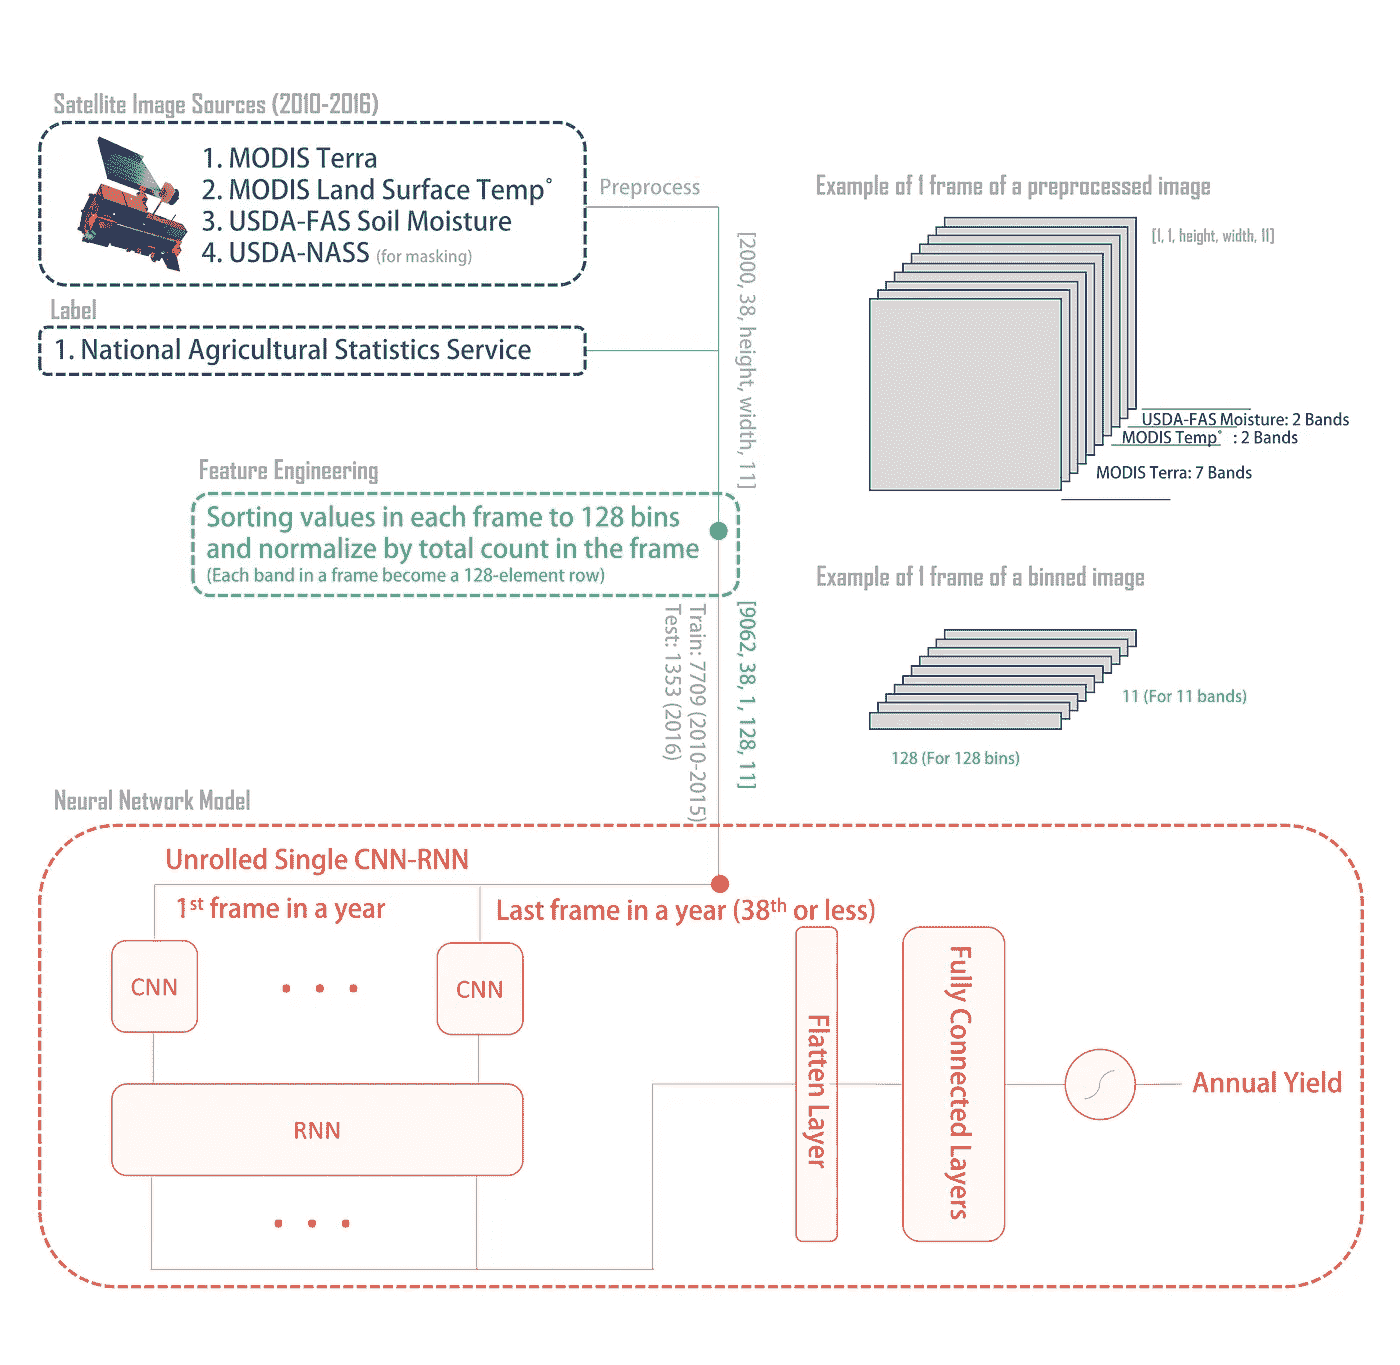 Satellite Image Sources (2010-2016)
1. MODIS Terra
2. MODIS Land Surface Temp°
3. USDA-FAS Soil Moisture
4. USDA-NASS (for masking)
Preprocess
Label
1. National Agricultural Statistics Service
[2000, 38, height, width, 11]
Example of 1 frame of a preprocessed image
[1, 1, height, width, 11]
USDA-FAS Moisture: 2 Bands
MODIS Temp° : 2 Bands
MODIS Terra: 7 Bands
Feature Engineering
Sorting values in each frame to 128 bins
and normalize by total count in the frame
(Each band in a frame become a 128-element row)
[9062, 38, 1, 128, 11]
Train: 7709 (2010-2015)
Test: 1353 (2016)
Example of 1 frame of a binned image
11 (For 11 bands)
128 (For 128 bins)
Neural Network Model
Unrolled Single CNN-RNN
1st frame in a year
Last frame in a year (38th or less)
CNN
. . .
CNN
RNN
. . .
Flatten Layer
Fully Connected Layers
Annual Yield